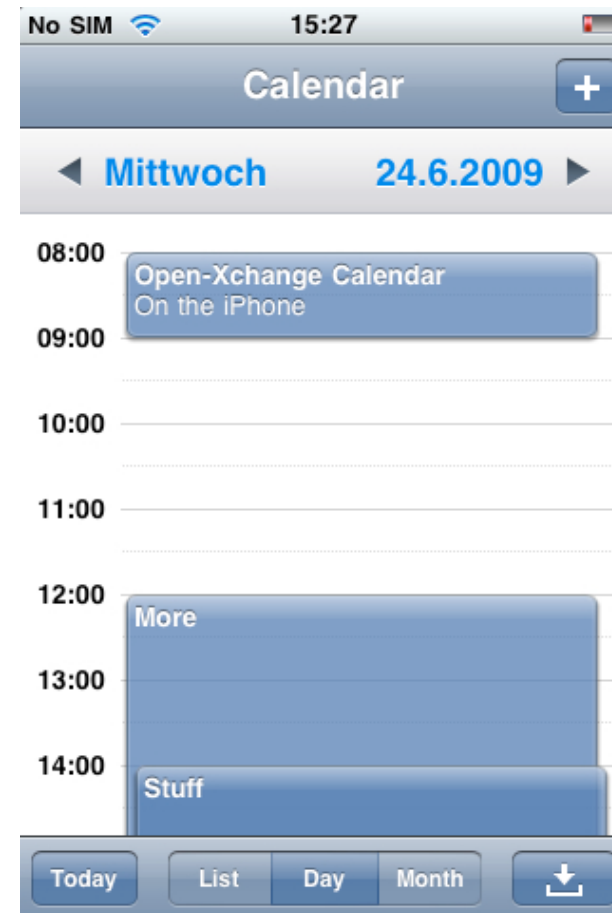 No SIM 15:27
Calendar +
Mittwoch 24.6.2009
08:00
Open-Xchange Calendar
On the iPhone
09:00
10:00
11:00
12:00
More
13:00
14:00
Stuff
Today List Day Month